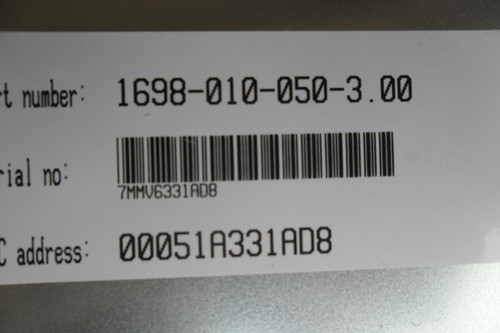 rt number: 1698-010-050-3.00
rial no:
7MMV6331AD8
C address: 00051A331AD8